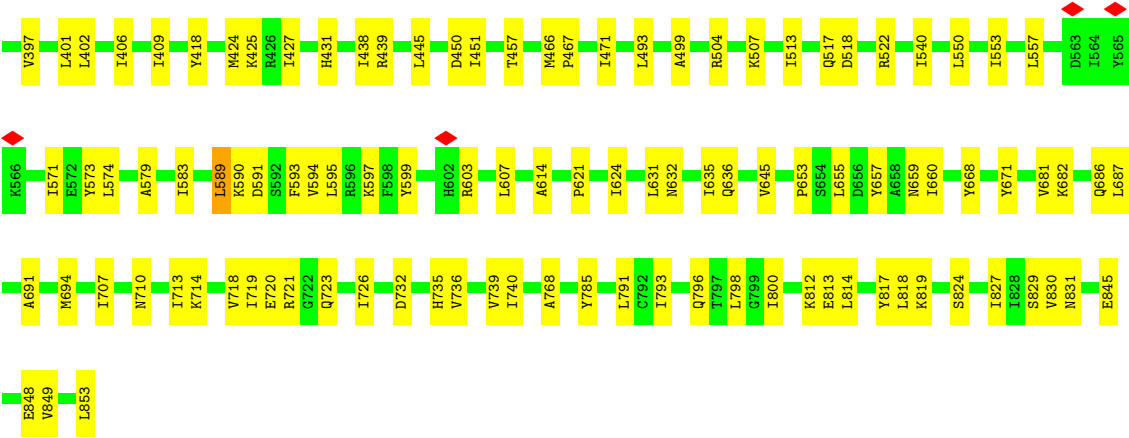 V397 L401 L402 I406 I409 Y418 M424 K425 R426 I427 H431 I438 R439 L445 D450 I451 T457 M466 P467 I471 L493 A499 R504 K507 I513 Q517 D518 R522 I540 L550 I553 L557 D563 I564 Y565
K566 I571 E572 Y573 L574 A579 I583 L589 K590 D591 S592 F593 V594 L595 R596 K597 F598 Y599 H602 R603 L607 A614 P621 I624 L631 N632 I635 Q636 V645 P653 S654 L655 D656 Y657 A658 N659 I660 Y668 Y671 V681 K682 Q686 L687
A691 M694 I707 N710 I713 K714 V718 I719 E720 R721 G722 Q723 I726 D732 H735 V736 V739 I740 A768 Y785 L791 C792 I793 Q796 T797 L798 G799 I800 K812 E813 L814 Y817 L818 K819 S824 I827 I828 S829 V830 N831 E845
E848 V849 L853